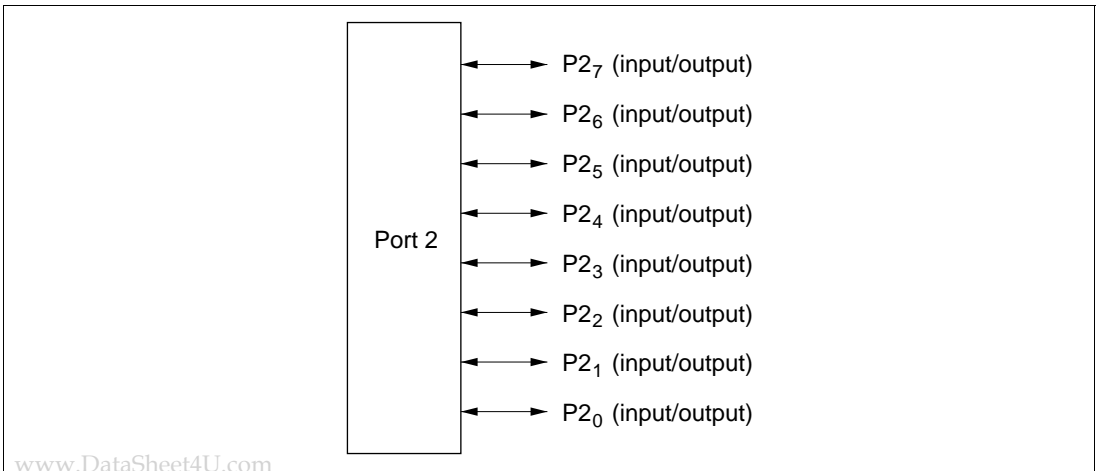 P2₇ (input/output)
P2₆ (input/output)
P2₅ (input/output)
P2₄ (input/output)
Port 2
P2₃ (input/output)
P2₂ (input/output)
P2₁ (input/output)
P2₀ (input/output)
www.DataSheet4U.com